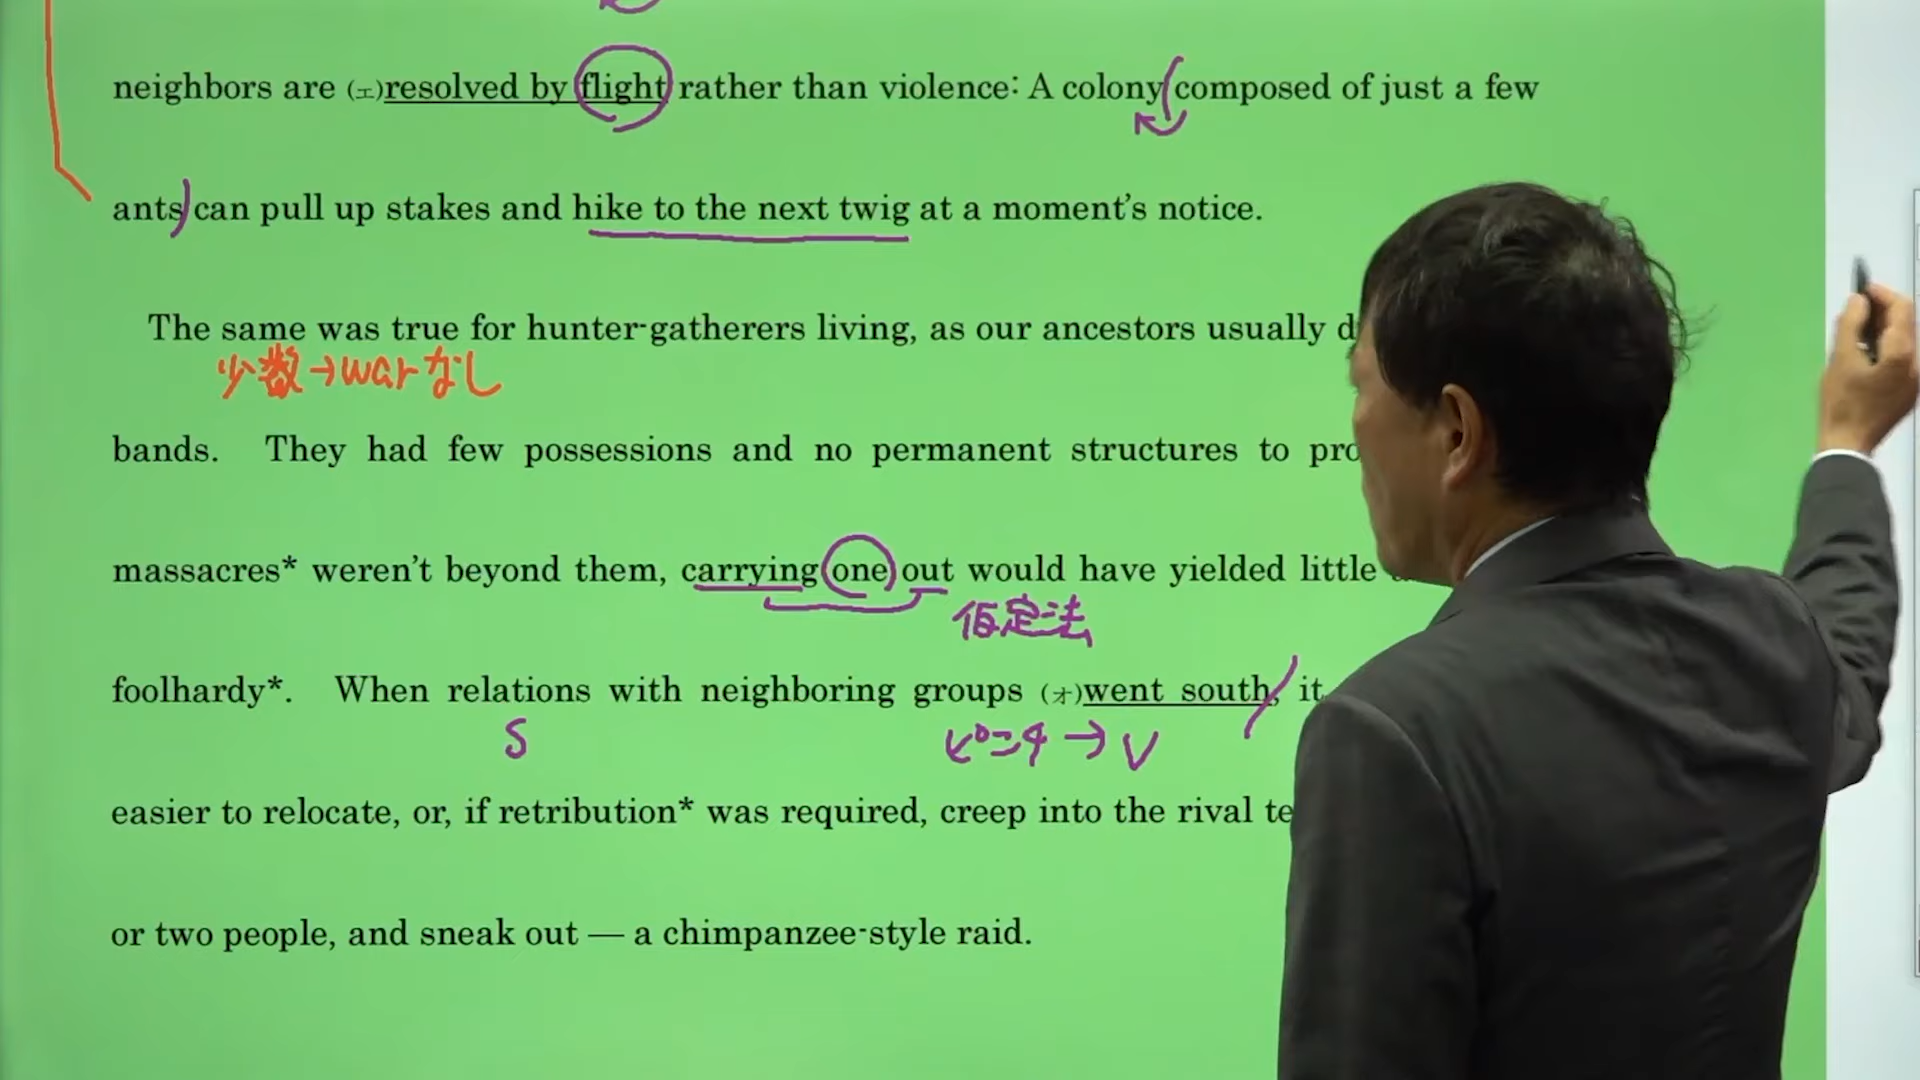 neighbors are (エ)resolved by flight rather than violence: A colony (composed of just a few
ants) can pull up stakes and hike to the next twig at a moment's notice.
The same was true for hunter-gatherers living, as our ancestors usually
少数→warなし
bands. They had few possessions and no permanent structures to
massacres* weren't beyond them, carrying one out would have yielded little
仮定法
foolhardy*. When relations with neighboring groups (オ)went south, / it
S ピンチ→V
easier to relocate, or, if retribution* was required, creep into the rival
or two people, and sneak out — a chimpanzee-style raid.